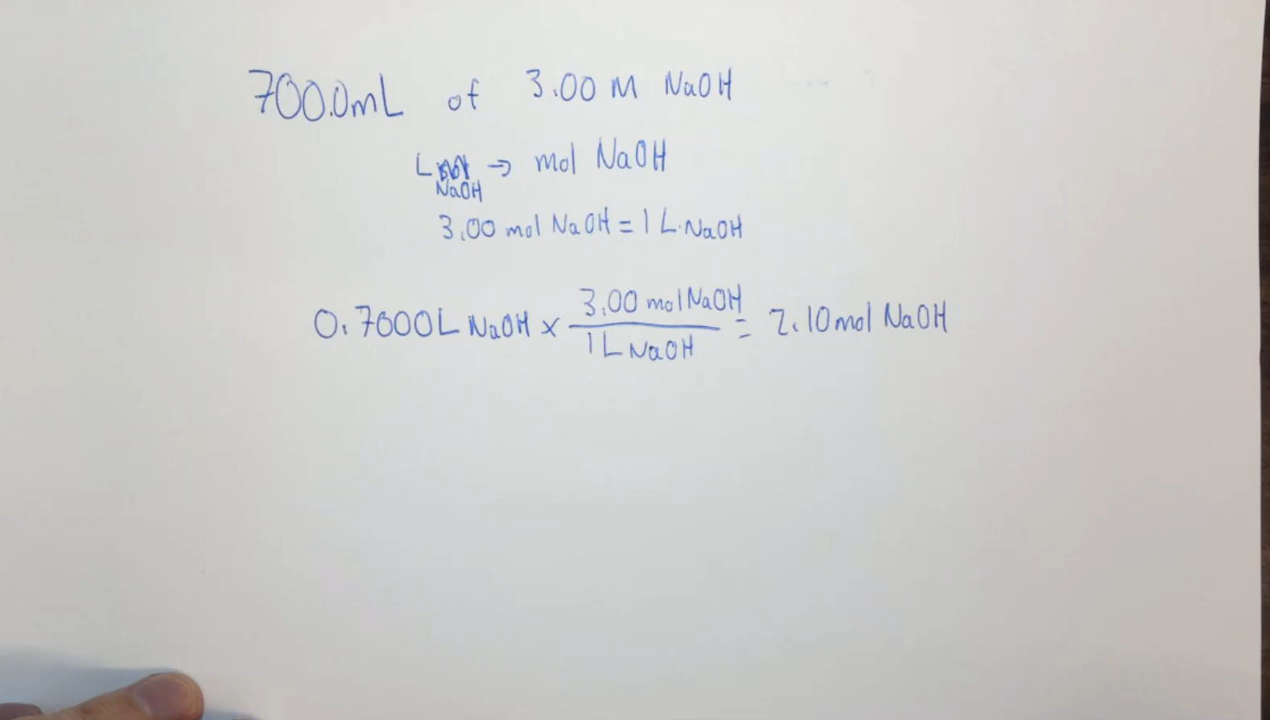 700.0mL of 3.00 M NaOH
L → mol NaOH
NaOH
3.00 mol NaOH = 1 L NaOH
0.7000L NaOH x 3.00 mol NaOH = 2.10 mol NaOH
1 L NaOH